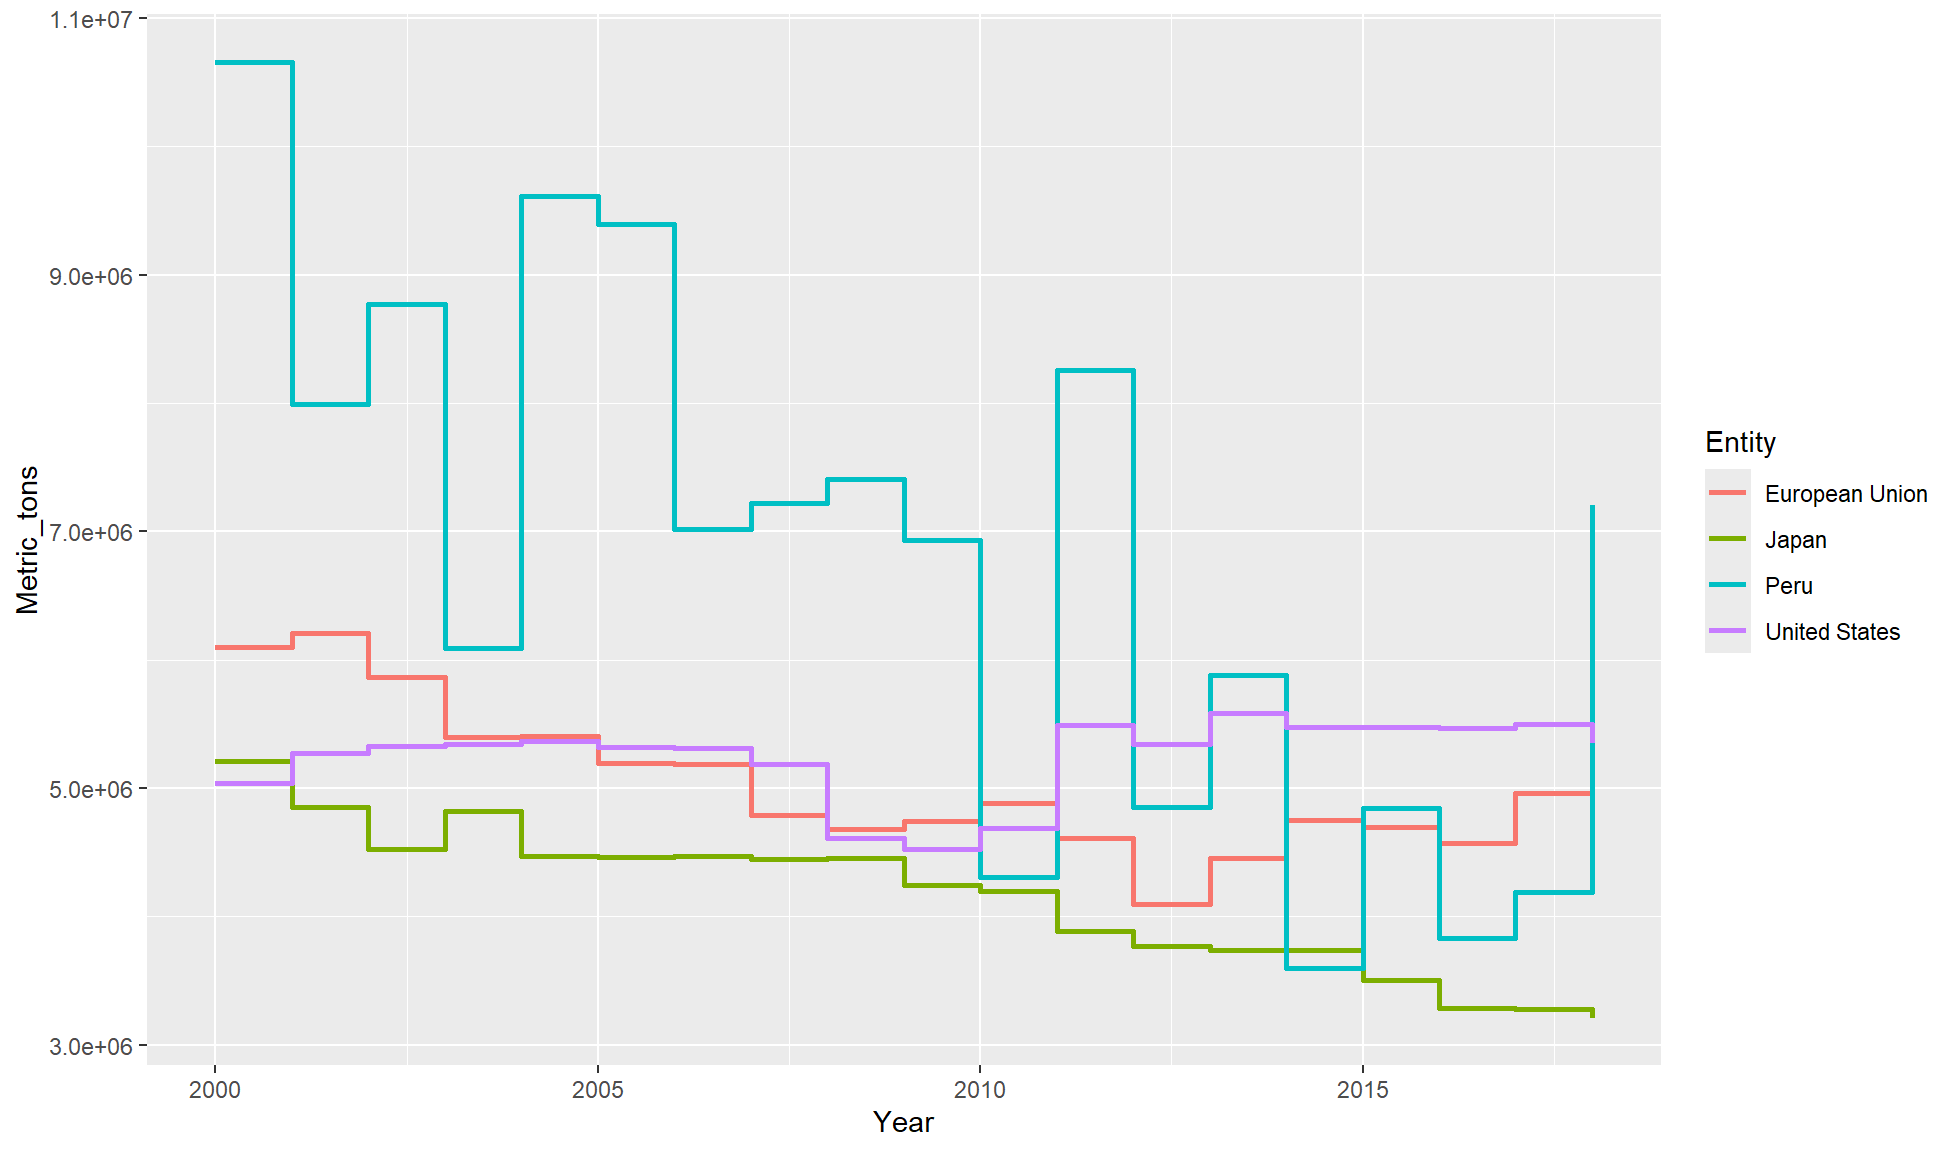 1.1e+07
9.0e+06
7.0e+06
5.0e+06
3.0e+06
Metric_tons
2000 2005 2010 2015
Year
Entity
European Union
Japan
Peru
United States